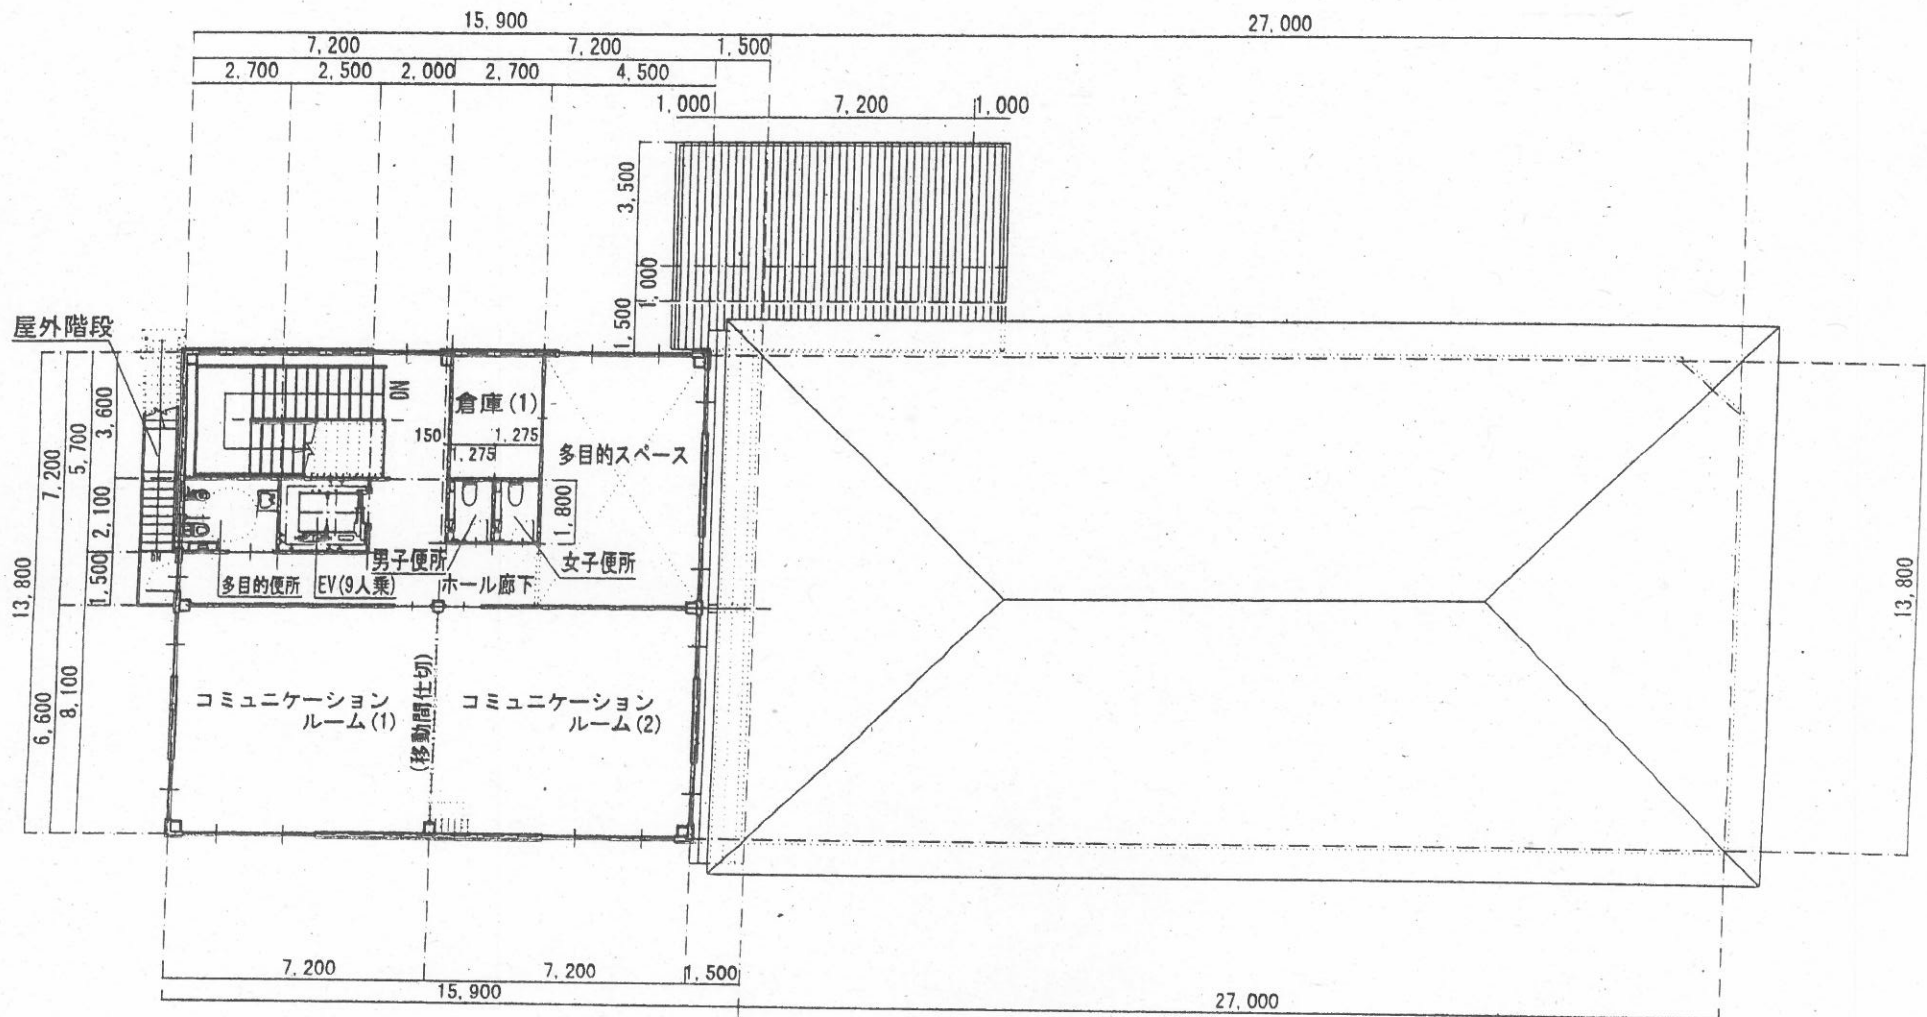 15,900
27,000
7,200
7,200
1,500
2,700
2,500
2,000
2,700
4,500
1,000
7,200
1,000
3,500
1,000
1,500
屋外階段
DN
倉庫(1)
150
1,275
1,275
多目的スペース
3,600
5,700
7,200
2,100
1,800
13,800
1,500
男子便所
女子便所
多目的便所
EV(9人乗)
ホール廊下
13,800
6,600
8,100
コミュニケーション
ルーム(1)
(移動間仕切)
コミュニケーション
ルーム(2)
7,200
7,200
1,500
15,900
27,000